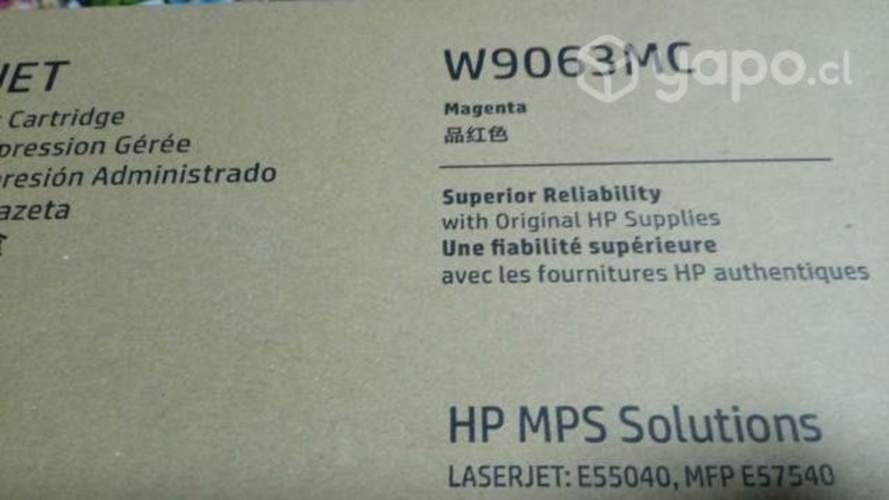 JET
Cartridge
pression Gérée
resión Administrado
azeta
W9063MC
Magenta
品红色
yapo.cl
Superior Reliability
with Original HP Supplies
Une fiabilité supérieure
avec les fournitures HP authentiques
HP MPS Solutions
LASERJET: E55040, MFP E57540